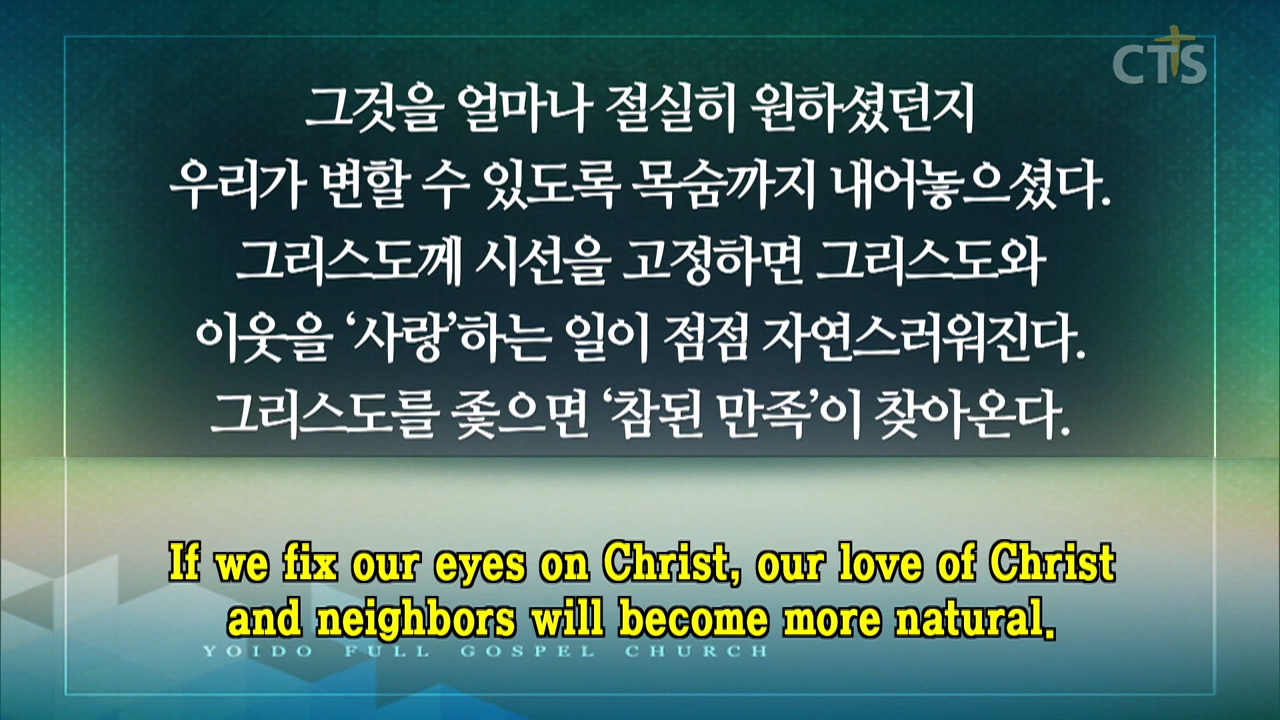 CTS
그것을 얼마나 절실히 원하셨던지
우리가 변할 수 있도록 목숨까지 내어놓으셨다.
그리스도께 시선을 고정하면 그리스도와
이웃을 ‘사랑’하는 일이 점점 자연스러워진다.
그리스도를 좇으면 ‘참된 만족’이 찾아온다.
If we fix our eyes on Christ, our love of Christ
and neighbors will become more natural.
YOIDO FULL GOSPEL CHURCH